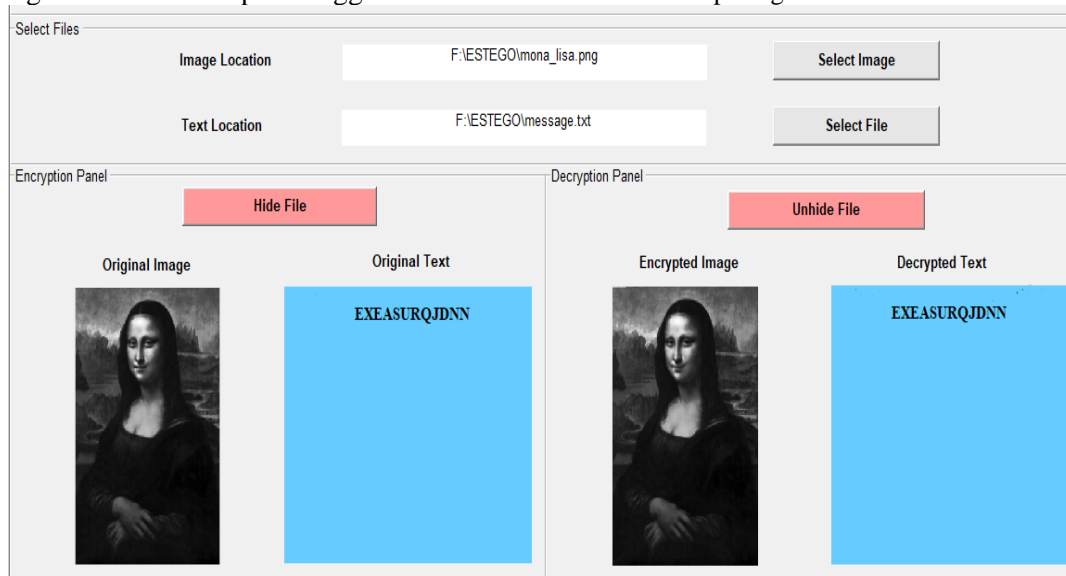 Select Files
Image Location F:\ESTEGO\mona_lisa.png Select Image
Text Location F:\ESTEGO\message.txt Select File
Encryption Panel Decryption Panel
Hide File Unhide File
Original Image Original Text Encrypted Image Decrypted Text
EXEASURQJDNN EXEASURQJDNN